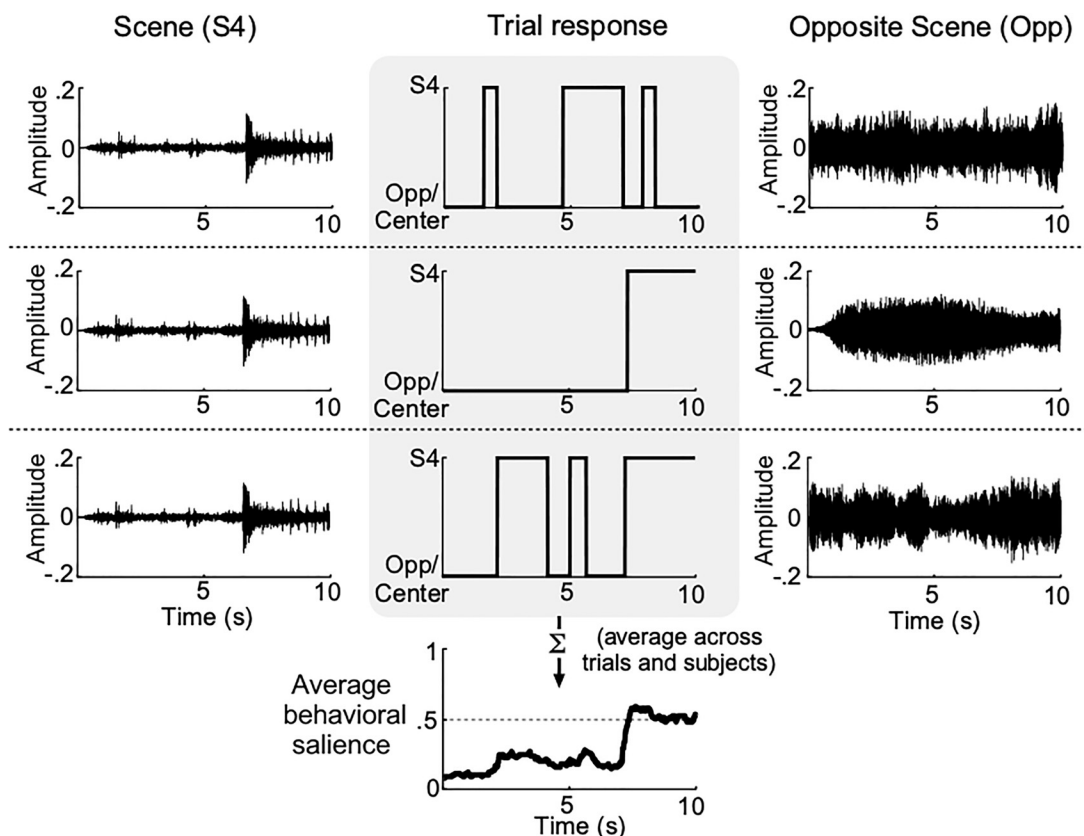 Scene (S4)
Trial response
Opposite Scene (Opp)
Amplitude
.2
0
-.2
5
10
S4
Opp/
Center
5
10
Amplitude
.2
0
-.2
5
10
Amplitude
.2
0
-.2
5
10
S4
Opp/
Center
5
10
Amplitude
.2
0
-.2
5
10
Amplitude
.2
0
-.2
5
10
Time (s)
S4
Opp/
Center
5
10
Amplitude
.2
0
-.2
5
10
Time (s)
Σ
(average across
trials and subjects)
Average
behavioral
salience
1
.5
0
5
10
Time (s)